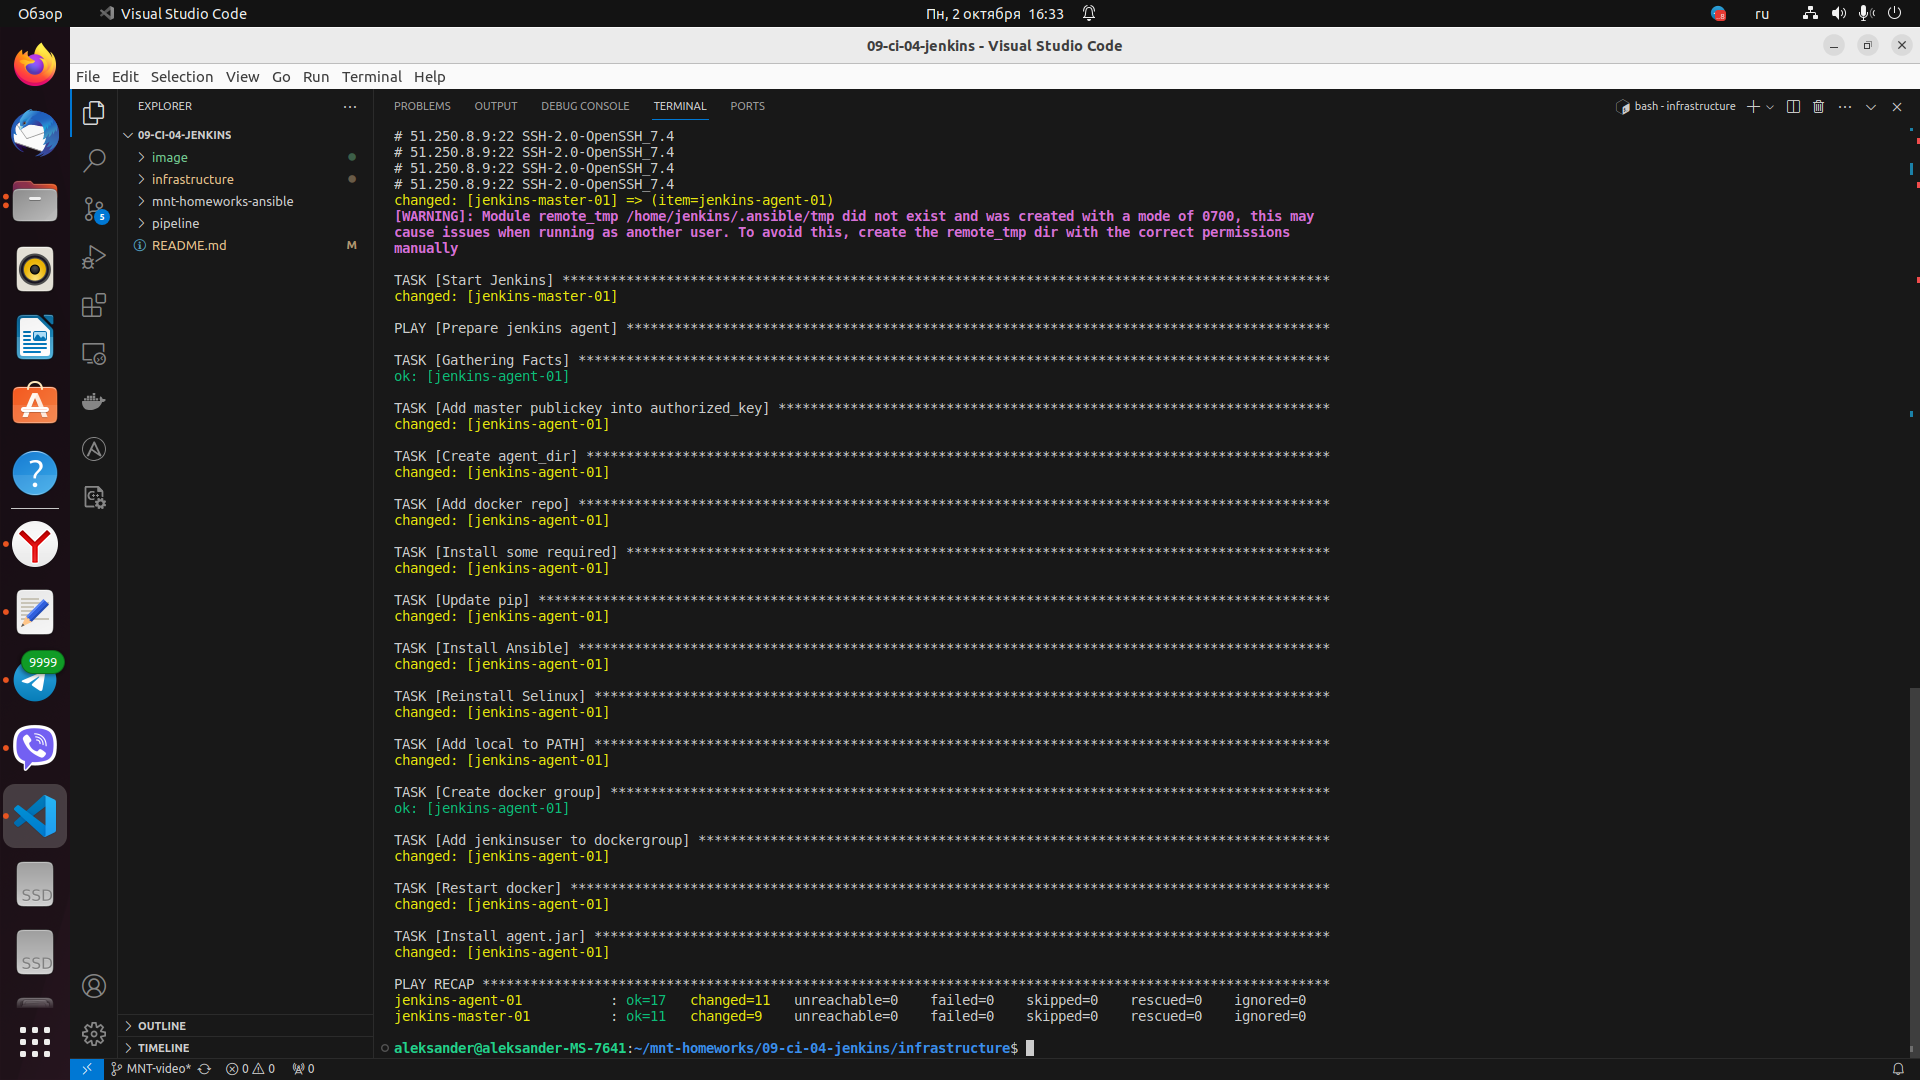 Обзор
Visual Studio Code
Пн, 2 октября 16:33
ru
09-ci-04-jenkins - Visual Studio Code
File Edit Selection View Go Run Terminal Help
EXPLORER
PROBLEMS OUTPUT DEBUG CONSOLE TERMINAL PORTS
bash - infrastructure
09-CI-04-JENKINS
image
infrastructure
mnt-homeworks-ansible
pipeline
README.md M
5
9999
SSD
SSD
OUTLINE
TIMELINE
# 51.250.8.9:22 SSH-2.0-OpenSSH_7.4
# 51.250.8.9:22 SSH-2.0-OpenSSH_7.4
# 51.250.8.9:22 SSH-2.0-OpenSSH_7.4
# 51.250.8.9:22 SSH-2.0-OpenSSH_7.4
changed: [jenkins-master-01] => (item=jenkins-agent-01)
[WARNING]: Module remote_tmp /home/jenkins/.ansible/tmp did not exist and was created with a mode of 0700, this may
cause issues when running as another user. To avoid this, create the remote_tmp dir with the correct permissions
manually
TASK [Start Jenkins] ************************************************************************************************
changed: [jenkins-master-01]
PLAY [Prepare jenkins agent] ****************************************************************************************
TASK [Gathering Facts] **********************************************************************************************
ok: [jenkins-agent-01]
TASK [Add master publickey into authorized_key] *********************************************************************
changed: [jenkins-agent-01]
TASK [Create agent_dir] *********************************************************************************************
changed: [jenkins-agent-01]
TASK [Add docker repo] **********************************************************************************************
changed: [jenkins-agent-01]
TASK [Install some required] ****************************************************************************************
changed: [jenkins-agent-01]
TASK [Update pip] ***************************************************************************************************
changed: [jenkins-agent-01]
TASK [Install Ansible] **********************************************************************************************
changed: [jenkins-agent-01]
TASK [Reinstall Selinux] ********************************************************************************************
changed: [jenkins-agent-01]
TASK [Add local to PATH] ********************************************************************************************
changed: [jenkins-agent-01]
TASK [Create docker group] ******************************************************************************************
ok: [jenkins-agent-01]
TASK [Add jenkinsuser to dockergroup] *******************************************************************************
changed: [jenkins-agent-01]
TASK [Restart docker] ***********************************************************************************************
changed: [jenkins-agent-01]
TASK [Install agent.jar] ********************************************************************************************
changed: [jenkins-agent-01]
PLAY RECAP **********************************************************************************************************
jenkins-agent-01 : ok=17 changed=11 unreachable=0 failed=0 skipped=0 rescued=0 ignored=0
jenkins-master-01 : ok=11 changed=9 unreachable=0 failed=0 skipped=0 rescued=0 ignored=0
aleksander@aleksander-MS-7641:~/mnt-homeworks/09-ci-04-jenkins/infrastructure$
MNT-video* 0 0 0